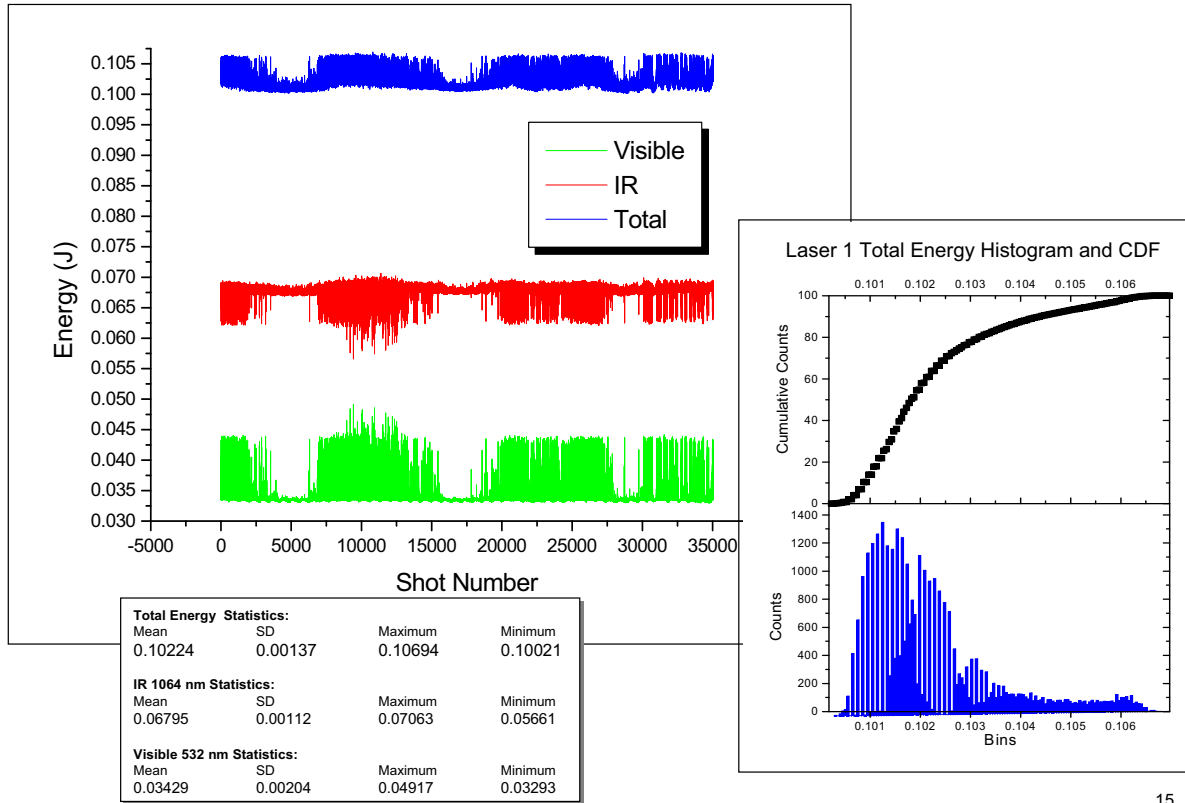 0.105
0.100
0.095
0.090
0.085
0.080
0.075
0.070
0.065
0.060
0.055
0.050
0.045
0.040
0.035
0.030
Energy (J)
-5000 0 5000 10000 15000 20000 25000 30000 35000
Shot Number
Visible
IR
Total
Total Energy Statistics:
Mean SD Maximum Minimum
0.10224 0.00137 0.10694 0.10021
IR 1064 nm Statistics:
Mean SD Maximum Minimum
0.06795 0.00112 0.07063 0.05661
Visible 532 nm Statistics:
Mean SD Maximum Minimum
0.03429 0.00204 0.04917 0.03293
Laser 1 Total Energy Histogram and CDF
0.101 0.102 0.103 0.104 0.105 0.106
100
80
60
40
20
0
Cumulative Counts
1400
1200
1000
800
600
400
200
0
Counts
0.101 0.102 0.103 0.104 0.105 0.106
Bins
15